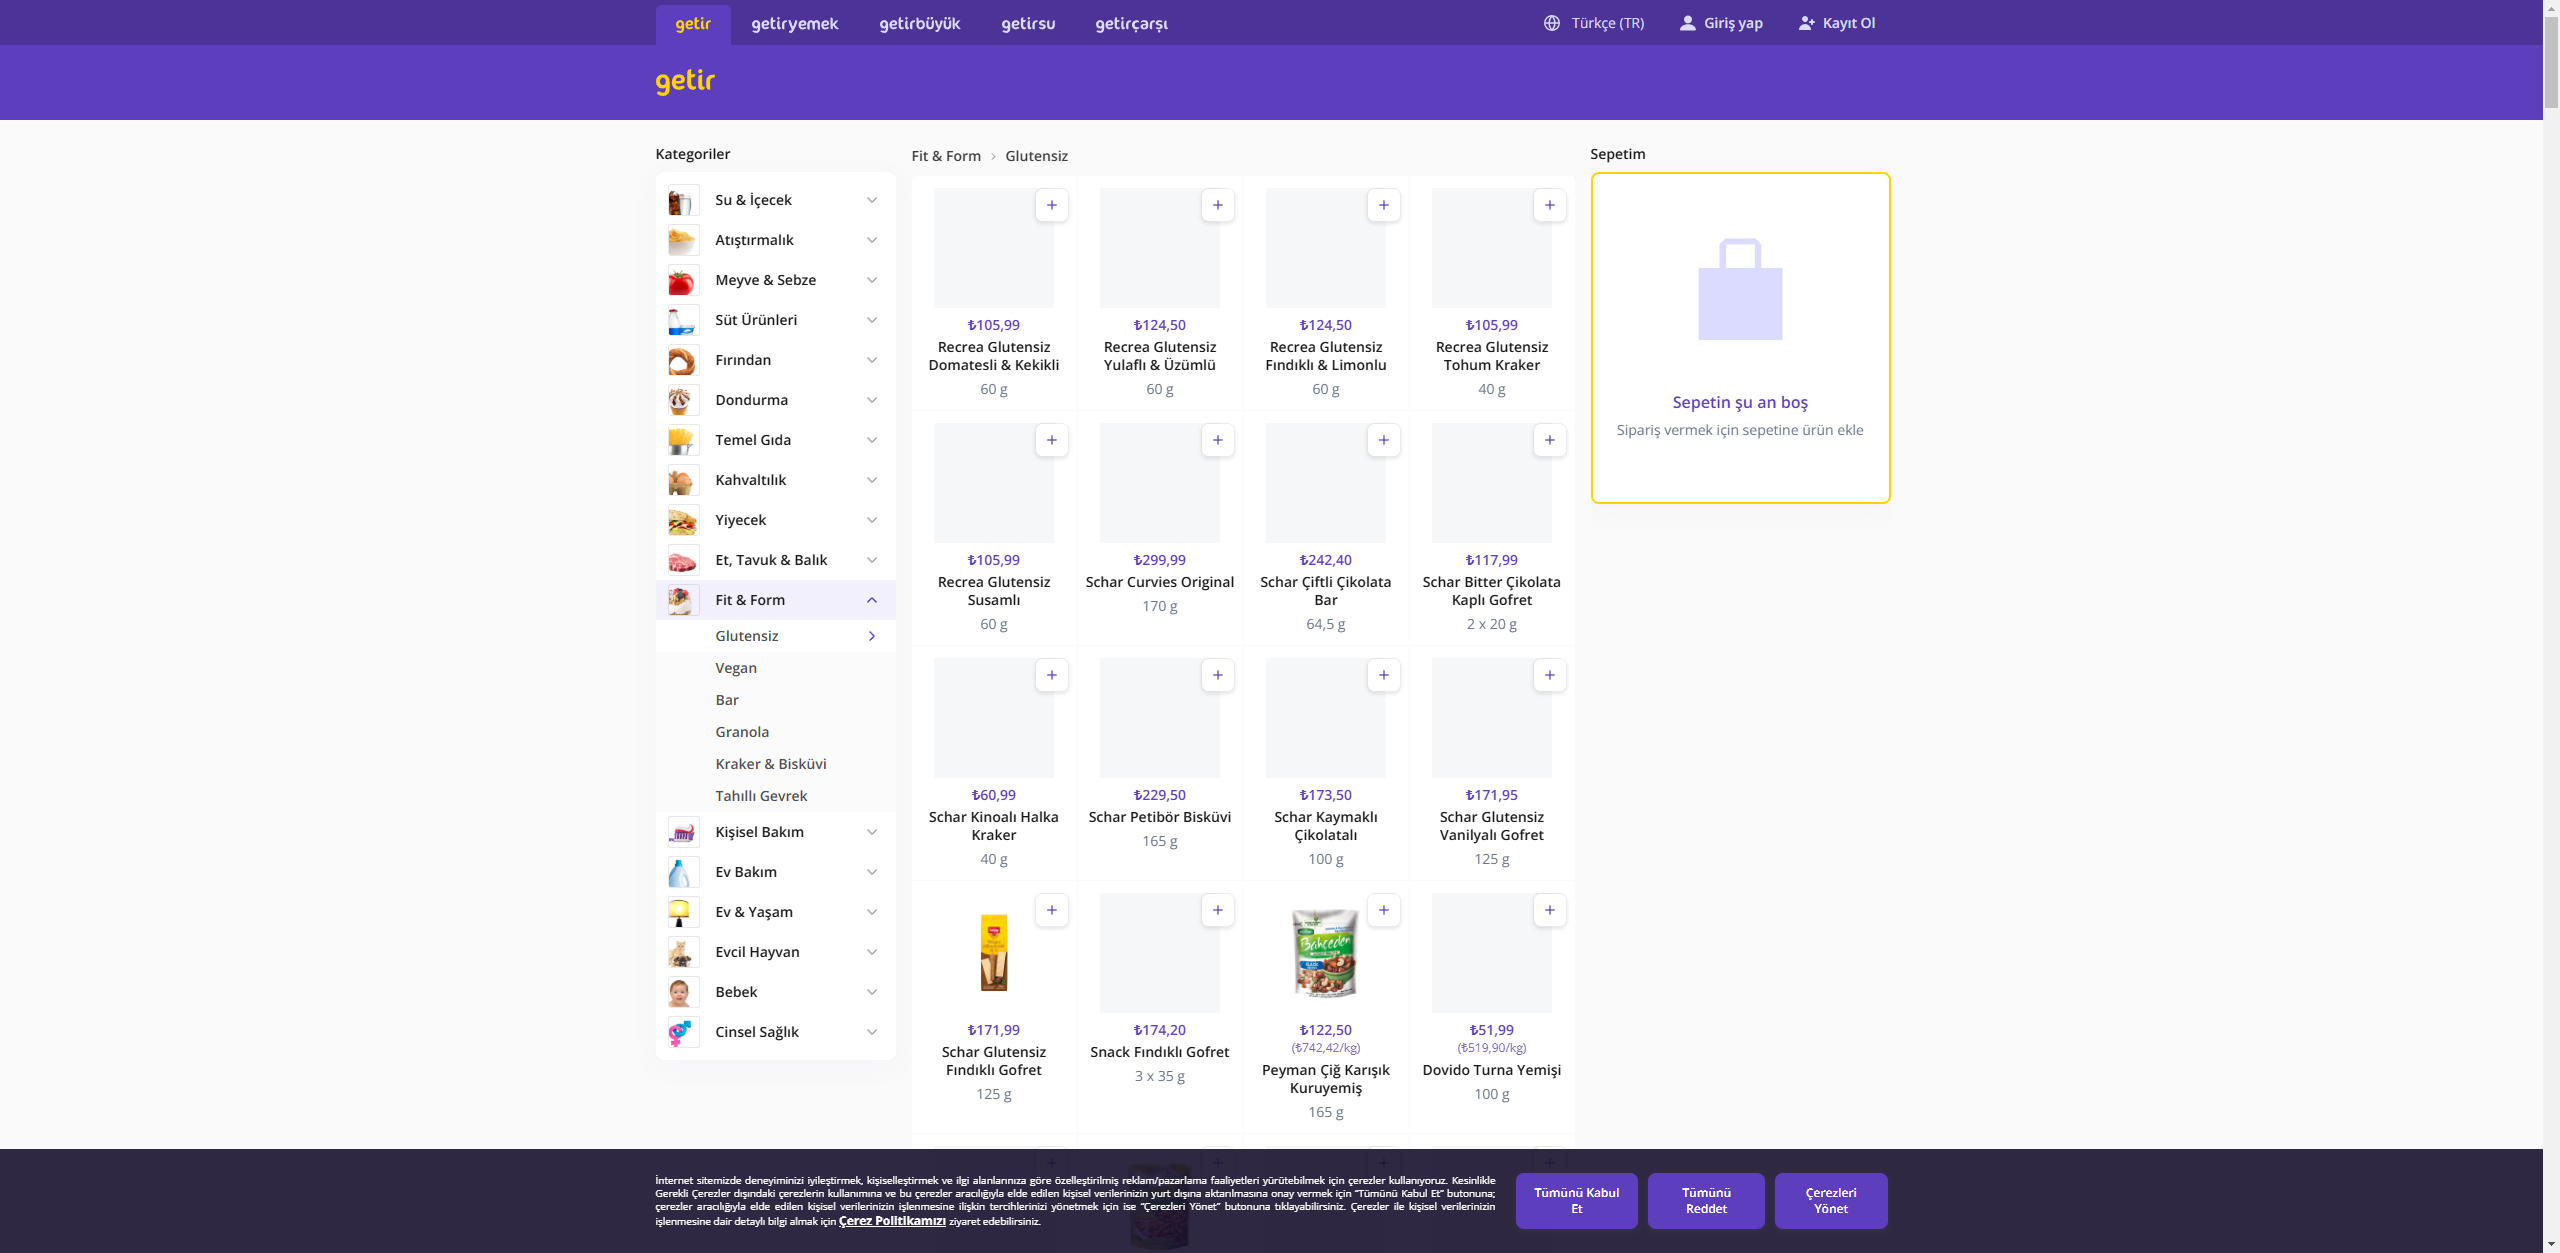 getir
getiryemek
getirbüyük
getirsu
getirçarşı
Türkçe (TR)
Giriş yap
Kayıt Ol
getir
Kategoriler
Su & İçecek
Atıştırmalık
Meyve & Sebze
Süt Ürünleri
Fırından
Dondurma
Temel Gıda
Kahvaltılık
Yiyecek
Et, Tavuk & Balık
Fit & Form
Glutensiz
Vegan
Bar
Granola
Kraker & Bisküvi
Tahıllı Gevrek
Kişisel Bakım
Ev Bakım
Ev & Yaşam
Evcil Hayvan
Bebek
Cinsel Sağlık
Fit & Form > Glutensiz
₺105,99
Recrea Glutensiz
Domatesli & Kekikli
60 g
₺124,50
Recrea Glutensiz
Yulaflı & Üzümlü
60 g
₺124,50
Recrea Glutensiz
Fındıklı & Limonlu
60 g
₺105,99
Recrea Glutensiz
Tohum Kraker
40 g
₺105,99
Recrea Glutensiz
Susamlı
60 g
₺299,99
Schar Curvies Original
170 g
₺242,40
Schar Çiftli Çikolata
Bar
64,5 g
₺117,99
Schar Bitter Çikolata
Kaplı Gofret
2 x 20 g
₺60,99
Schar Kinoalı Halka
Kraker
40 g
₺229,50
Schar Petibör Bisküvi
165 g
₺173,50
Schar Kaymaklı
Çikolatalı
100 g
₺171,95
Schar Glutensiz
Vanilyalı Gofret
125 g
₺171,99
Schar Glutensiz
Fındıklı Gofret
125 g
₺174,20
Snack Fındıklı Gofret
3 x 35 g
Bahçeden
₺122,50
(₺742,42/kg)
Peyman Çiğ Karışık
Kuruyemiş
165 g
₺51,99
(₺519,90/kg)
Dovido Turna Yemişi
100 g
Sepetim
Sepetin şu an boş
Sipariş vermek için sepetine ürün ekle
İnternet sitemizde deneyiminizi iyileştirmek, kişiselleştirmek ve ilgi alanlarınıza göre özelleştirilmiş reklam/pazarlama faaliyetleri yürütebilmek için çerezler kullanıyoruz. Kesinlikle
Gerekli Çerezler dışındaki çerezlerin kullanımına ve bu çerezler aracılığıyla elde edilen kişisel verilerinizin yurt dışına aktarılmasına onay vermek için "Tümünü Kabul Et" butonuna;
çerezler aracılığıyla elde edilen kişisel verilerinizin işlenmesine ilişkin tercihlerinizi yönetmek için ise "Çerezleri Yönet" butonuna tıklayabilirsiniz. Çerezler ile kişisel verilerinizin
işlenmesine dair detaylı bilgi almak için Çerez Politikamızı ziyaret edebilirsiniz.
Tümünü Kabul
Et
Tümünü
Reddet
Çerezleri
Yönet